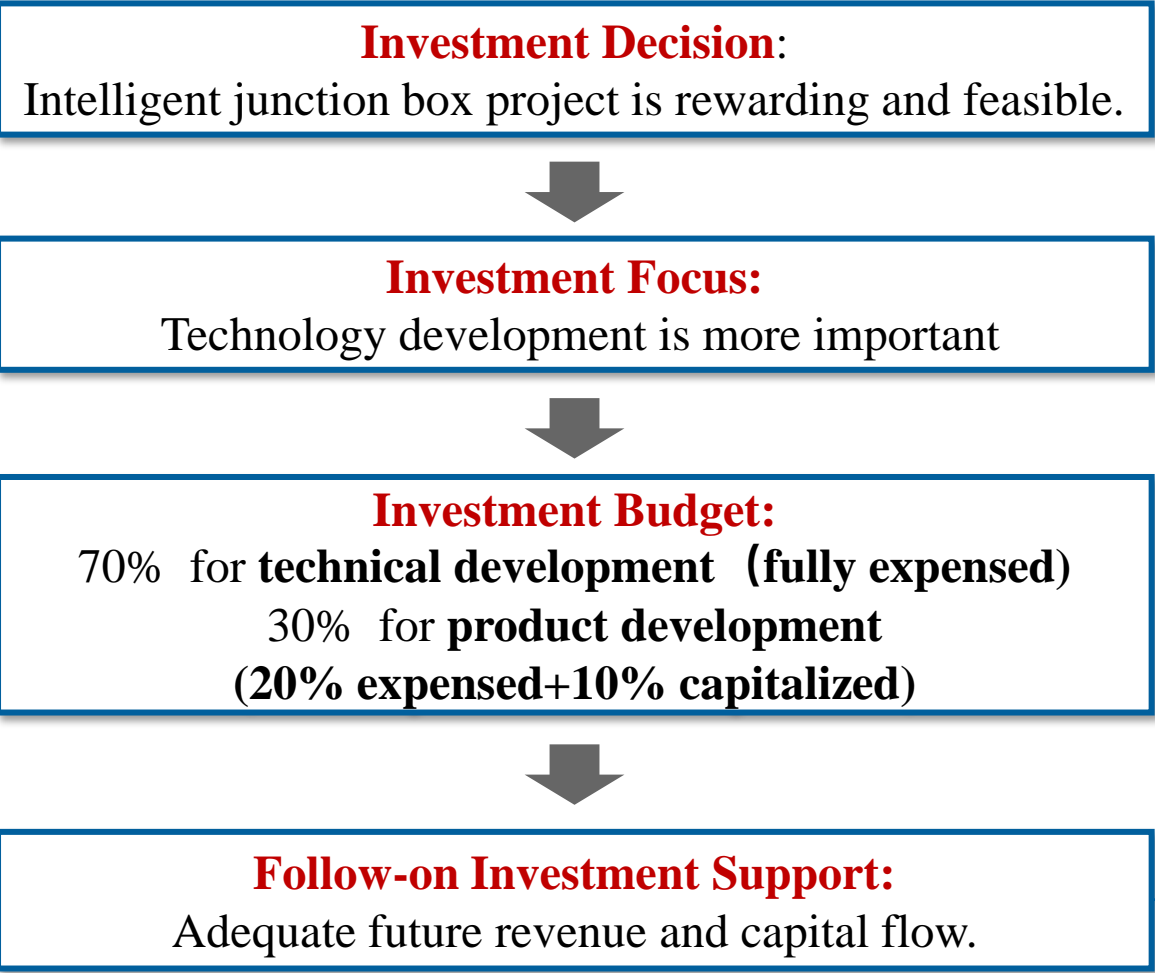 Investment Decision:
Intelligent junction box project is rewarding and feasible.
Investment Focus:
Technology development is more important
Investment Budget:
70% for technical development（fully expensed)
30% for product development
(20% expensed+10% capitalized)
Follow-on Investment Support:
Adequate future revenue and capital flow.